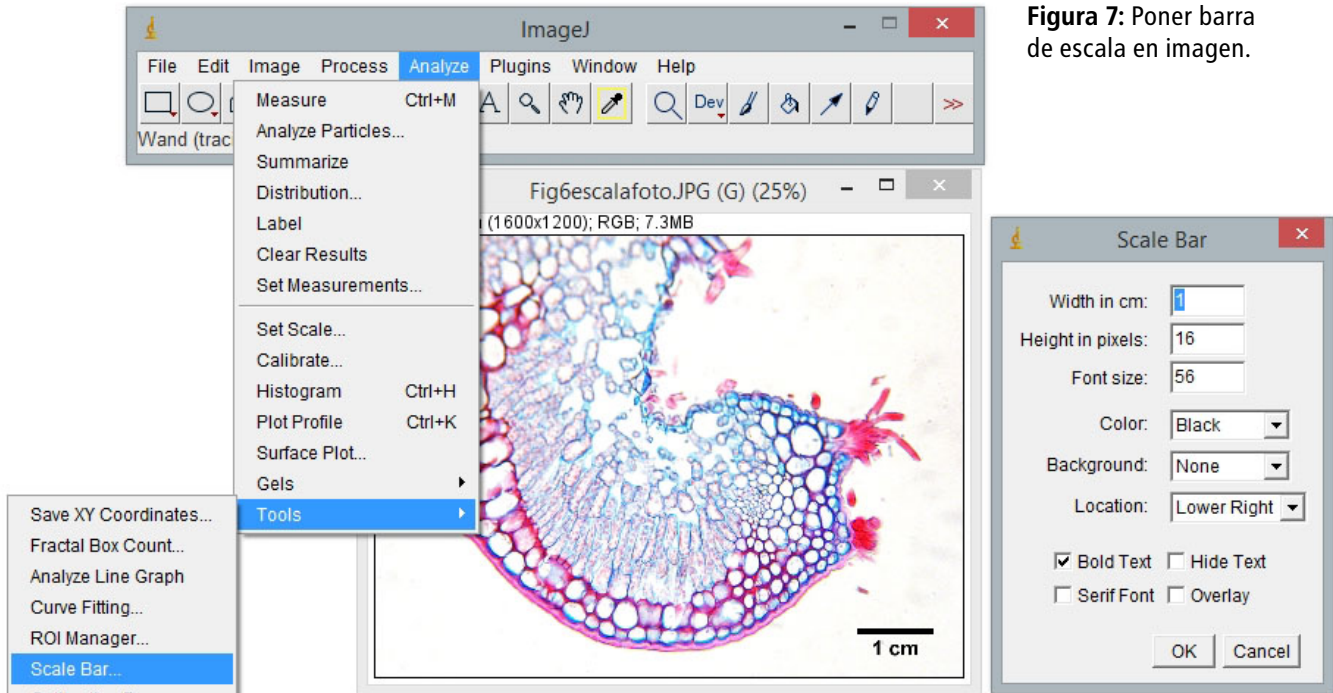 Figura 7: Poner barra
de escala en imagen.
ImageJ
File Edit Image Process Analyze Plugins Window Help
A Dev >>
Wand (trac
Measure Ctrl+M
Analyze Particles...
Summarize
Distribution...
Label
Clear Results
Set Measurements...
Set Scale...
Calibrate...
Histogram Ctrl+H
Plot Profile Ctrl+K
Surface Plot...
Gels
Tools
Save XY Coordinates...
Fractal Box Count...
Analyze Line Graph
Curve Fitting...
ROI Manager...
Scale Bar...
Fig6escalafoto.JPG (G) (25%)
(1600x1200); RGB; 7.3MB
1 cm
Scale Bar
Width in cm: 1
Height in pixels: 16
Font size: 56
Color: Black
Background: None
Location: Lower Right
Bold Text Hide Text
Serif Font Overlay
OK Cancel